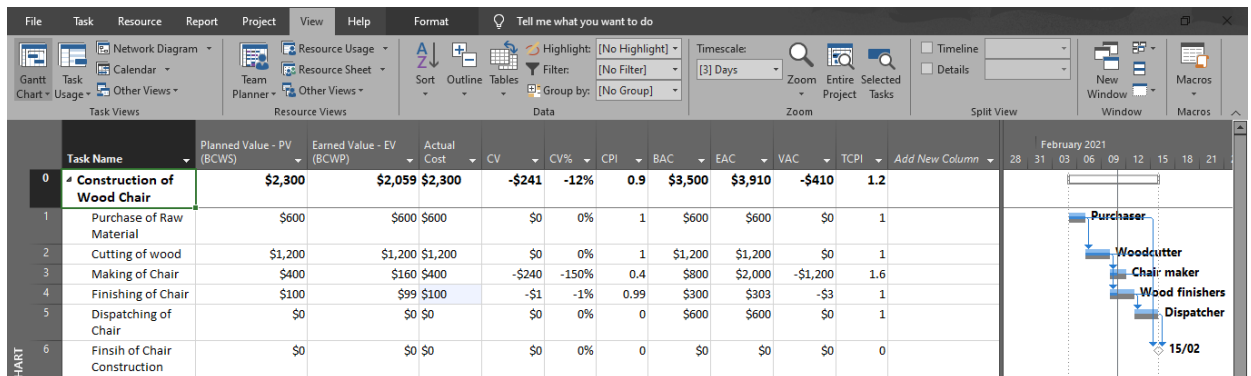 File Task Resource Report Project View Help Format Tell me what you want to do
Network Diagram Resource Usage Highlight: [No Highlight] Timescale: Timeline
Calendar Resource Sheet Filter: [No Filter] [3] Days Details
Gantt Chart Task Usage Other Views Team Planner Other Views Sort Outline Tables Group by: [No Group] Zoom Entire Project Selected Tasks New Window Macros
Task Views Resource Views Data Zoom Split View Window Macros
Task Name Planned Value - PV (BCWS) Earned Value - EV (BCWP) Actual Cost CV CV% CPI BAC EAC VAC TCPI Add New Column
February 2021
28 31 03 06 09 12 15 18 21
0 Construction of Wood Chair $2,300 $2,059 $2,300 -$241 -12% 0.9 $3,500 $3,910 -$410 1.2
1 Purchase of Raw Material $600 $600 $600 $0 0% 1 $600 $600 $0 1 Purchaser
2 Cutting of wood $1,200 $1,200 $1,200 $0 0% 1 $1,200 $1,200 $0 1 Woodcutter
3 Making of Chair $400 $160 $400 -$240 -150% 0.4 $800 $2,000 -$1,200 1.6 Chair maker
4 Finishing of Chair $100 $99 $100 -$1 -1% 0.99 $300 $303 -$3 1 Wood finishers
5 Dispatching of Chair $0 $0 $0 $0 0% 0 $600 $600 $0 1 Dispatcher
6 Finsih of Chair Construction $0 $0 $0 $0 0% 0 $0 $0 $0 0 15/02